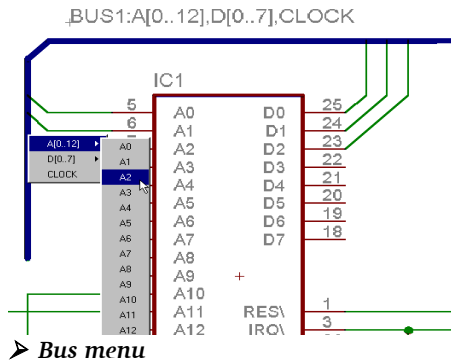 BUS1:A[0..12],D[0..7],CLOCK
IC1
5 A0 D0 25
6 A1 D1 24
A2 D2 23
A3 D3 22
A4 D4 21
A5 D5 20
A6 D6 19
A7 D7 18
A8
A9
A10
A11 RES\ 1
A12 IRQ\ 3
A[0..12]
D[0..7]
CLOCK
A0
A1
A2
A3
A4
A5
A6
A7
A8
A9
A10
A11
A12
Bus menu